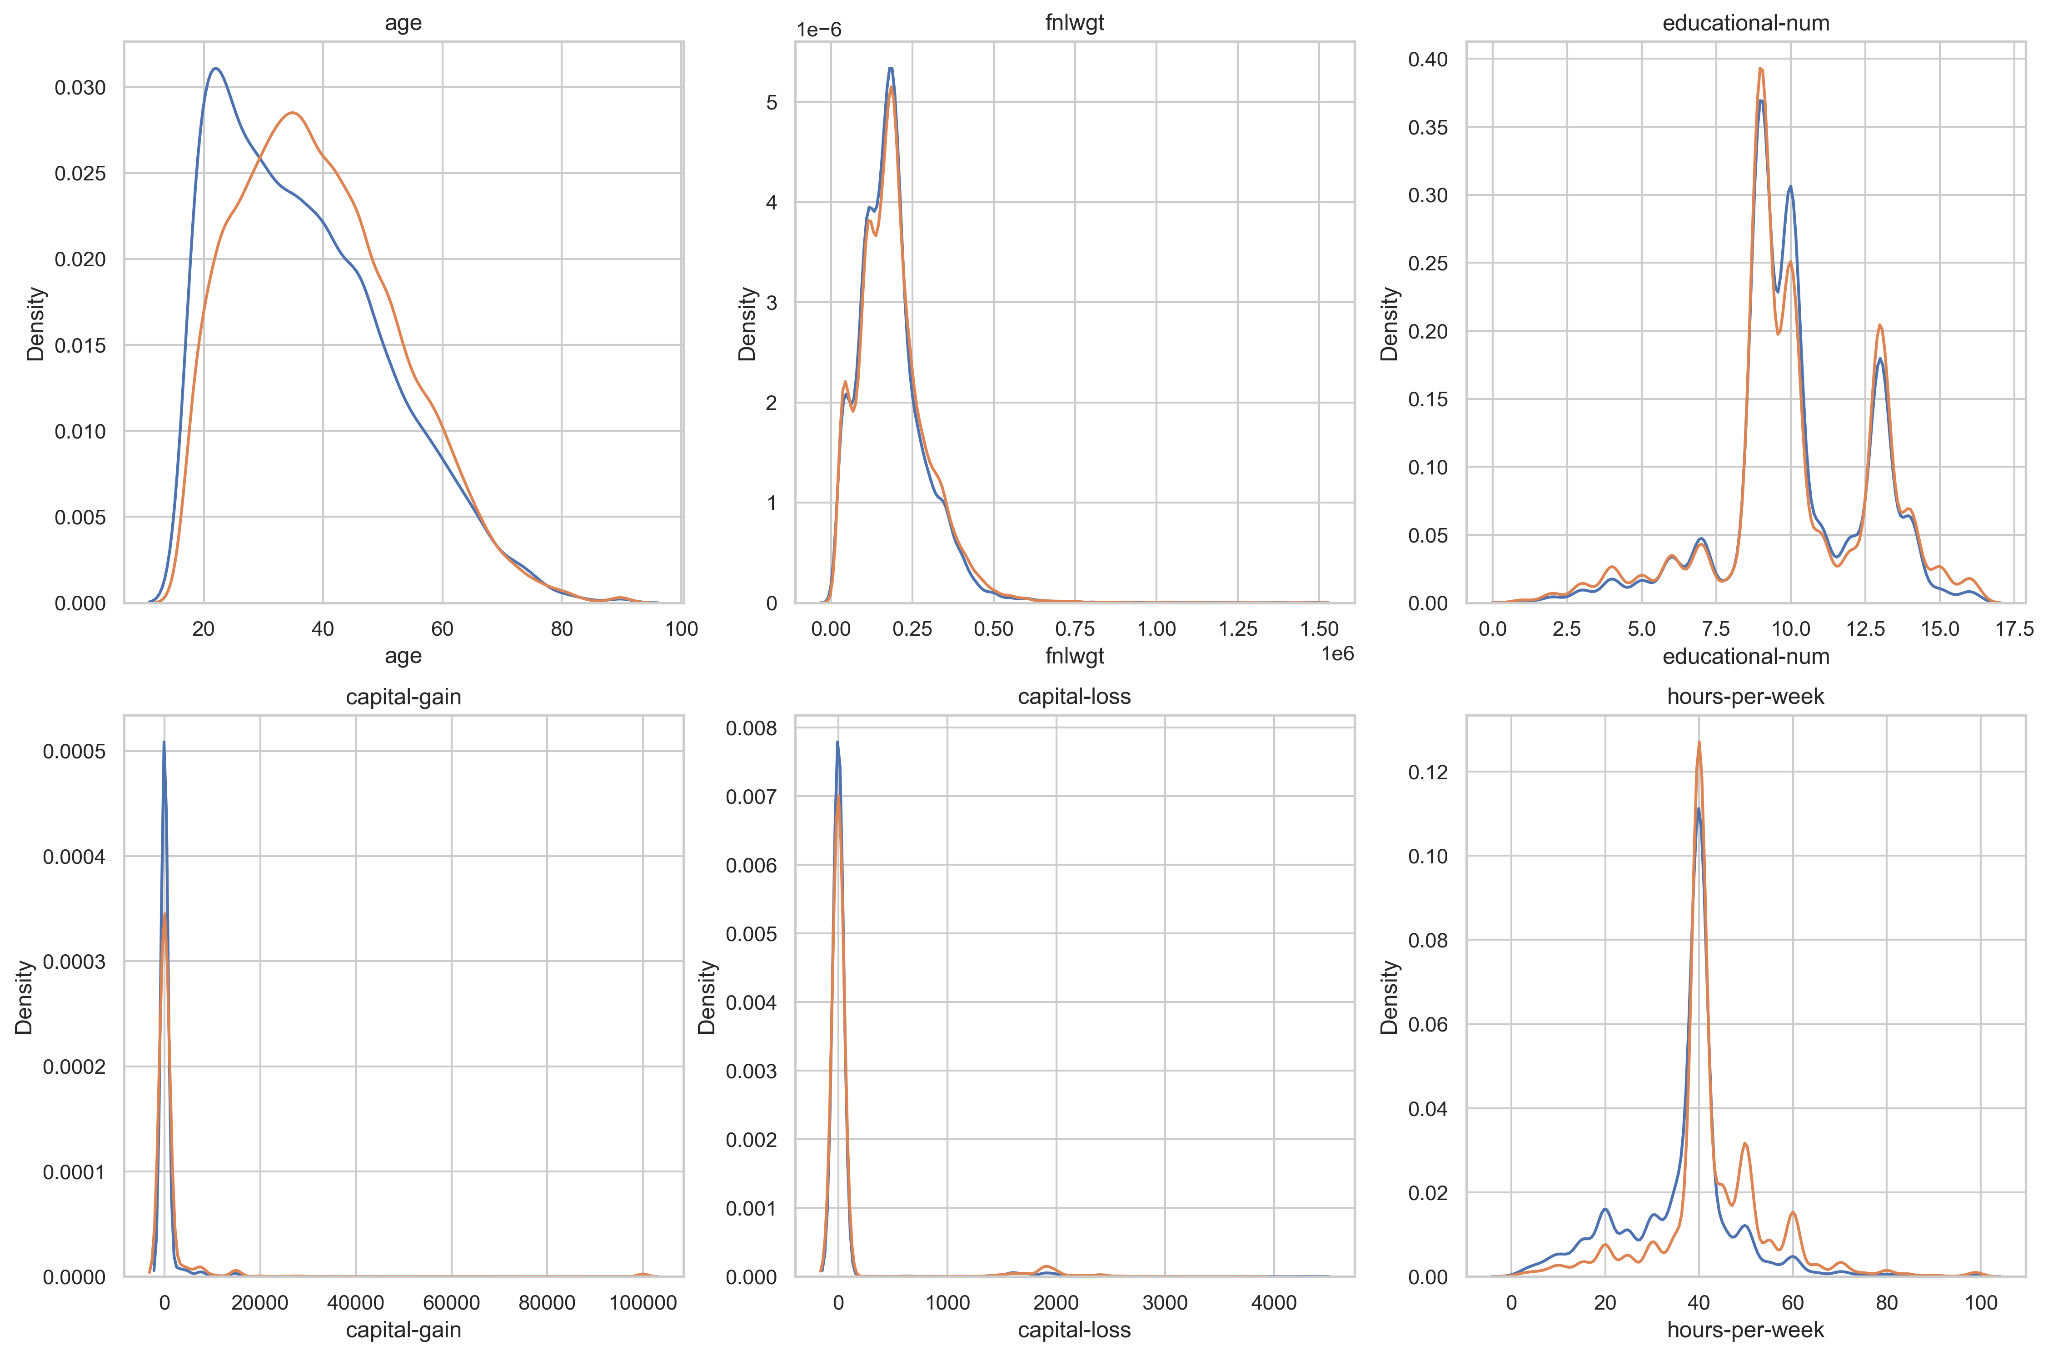 age
0.030
0.025
0.020
0.015
0.010
0.005
0.000
Density
20 40 60 80 100
age
fnlwgt
1e−6
5
4
3
2
1
0
Density
0.00 0.25 0.50 0.75 1.00 1.25 1.50
1e6
fnlwgt
educational-num
0.40
0.35
0.30
0.25
0.20
0.15
0.10
0.05
0.00
Density
0.0 2.5 5.0 7.5 10.0 12.5 15.0 17.5
educational-num
capital-gain
0.0005
0.0004
0.0003
0.0002
0.0001
0.0000
Density
0 20000 40000 60000 80000 100000
capital-gain
capital-loss
0.008
0.007
0.006
0.005
0.004
0.003
0.002
0.001
0.000
Density
0 1000 2000 3000 4000
capital-loss
hours-per-week
0.12
0.10
0.08
0.06
0.04
0.02
0.00
Density
0 20 40 60 80 100
hours-per-week